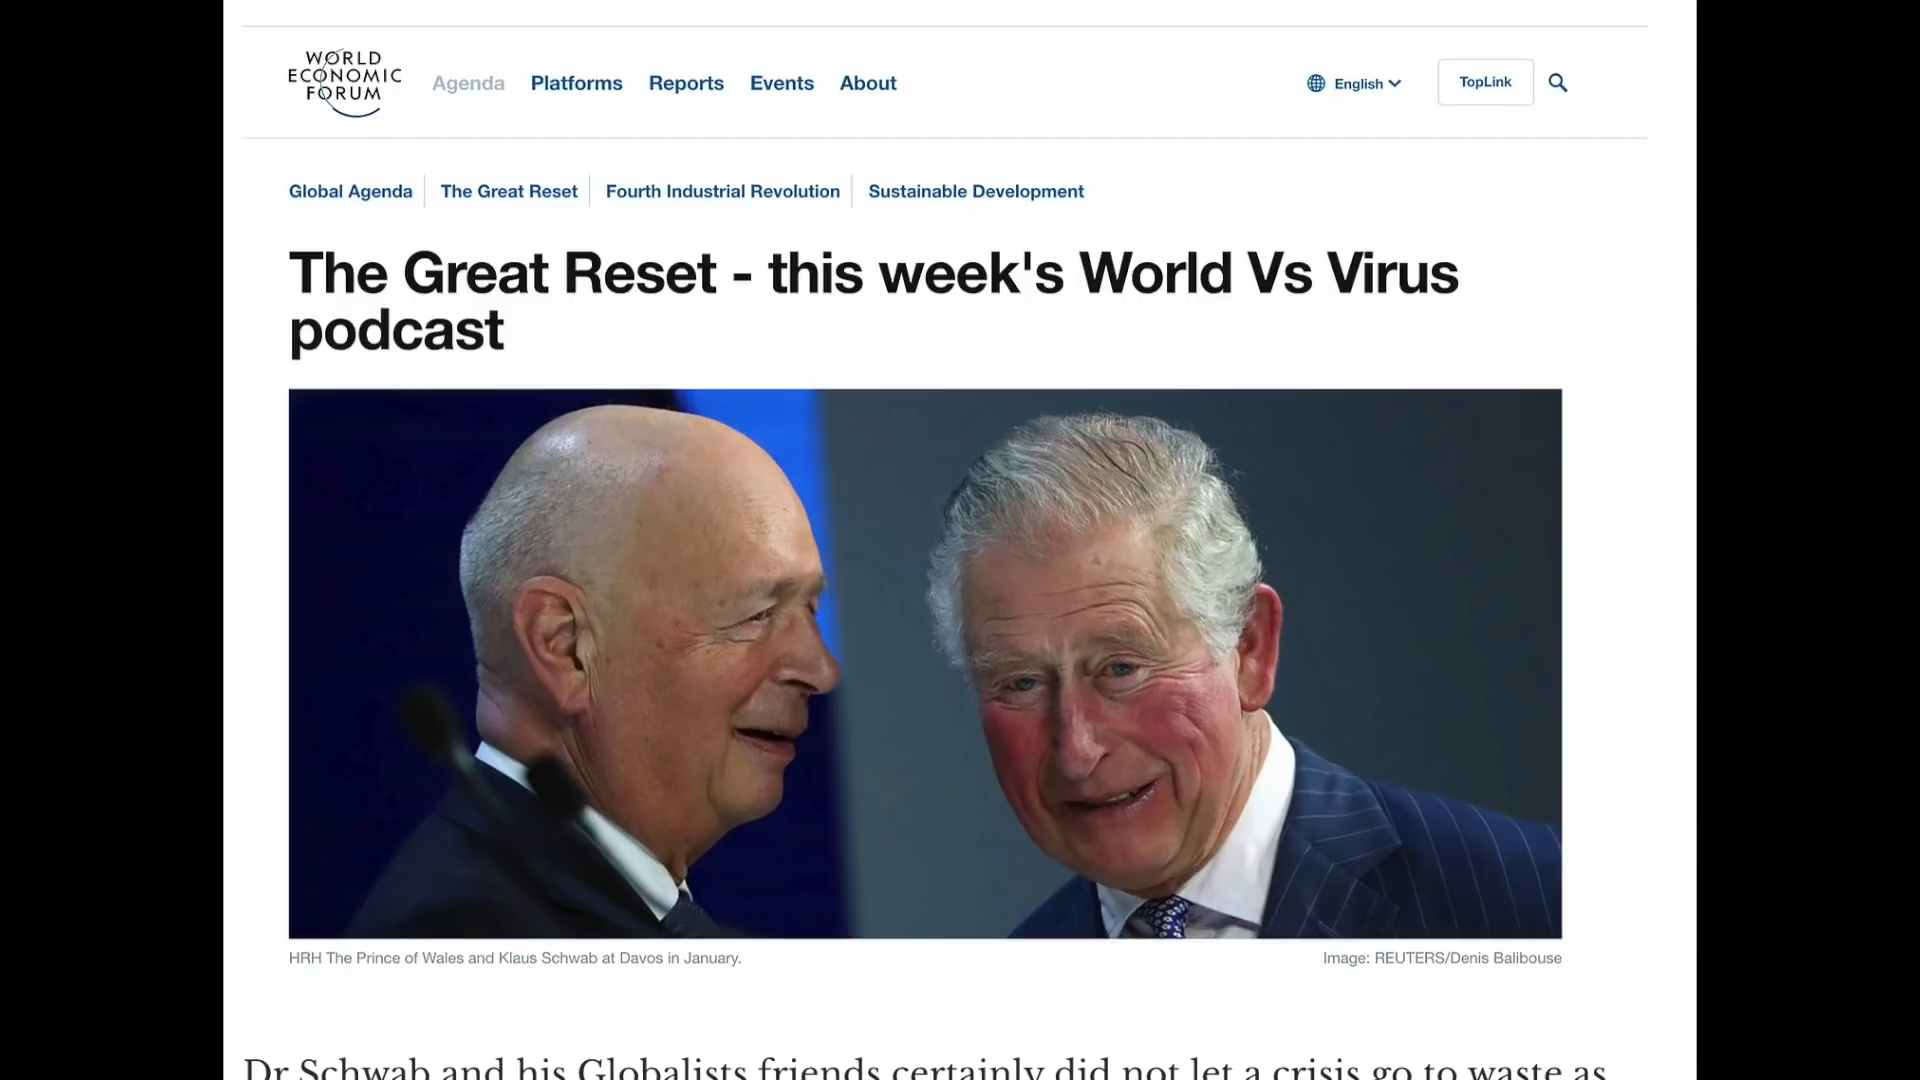 WORLD
ECONOMIC
FORUM
Agenda Platforms Reports Events About English TopLink
Global Agenda The Great Reset Fourth Industrial Revolution Sustainable Development
The Great Reset - this week's World Vs Virus
podcast
HRH The Prince of Wales and Klaus Schwab at Davos in January. Image: REUTERS/Denis Balibouse
Dr Schwab and his Globalists friends certainly did not let a crisis go to waste as